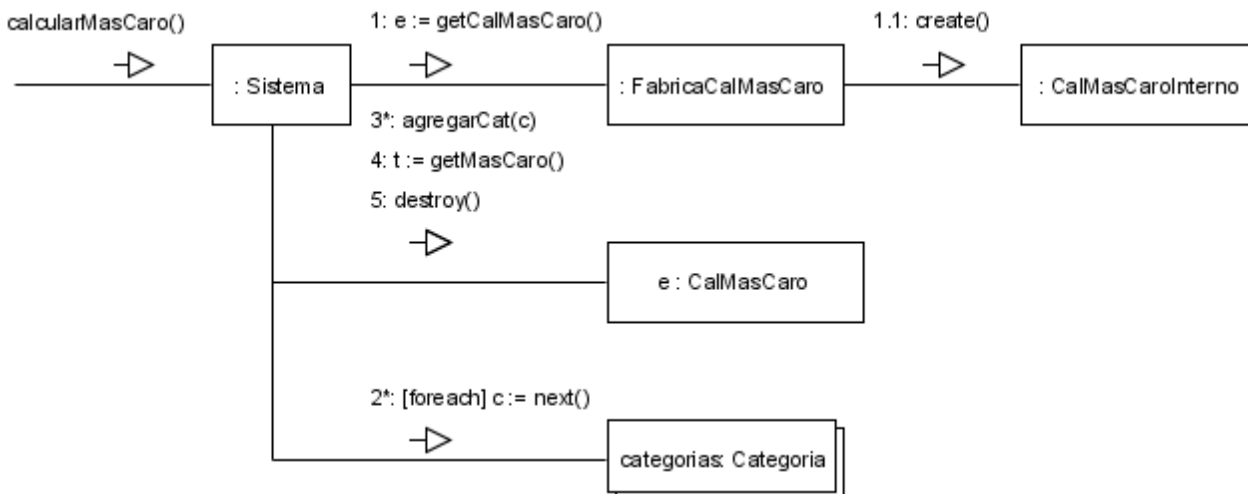 calcularMasCaro()
1: e := getCalMasCaro()
1.1: create()
: Sistema
: FabricaCalMasCaro
: CalMasCaroInterno
3*: agregarCat(c)
4: t := getMasCaro()
5: destroy()
e : CalMasCaro
2*: [foreach] c := next()
categorias: Categoria